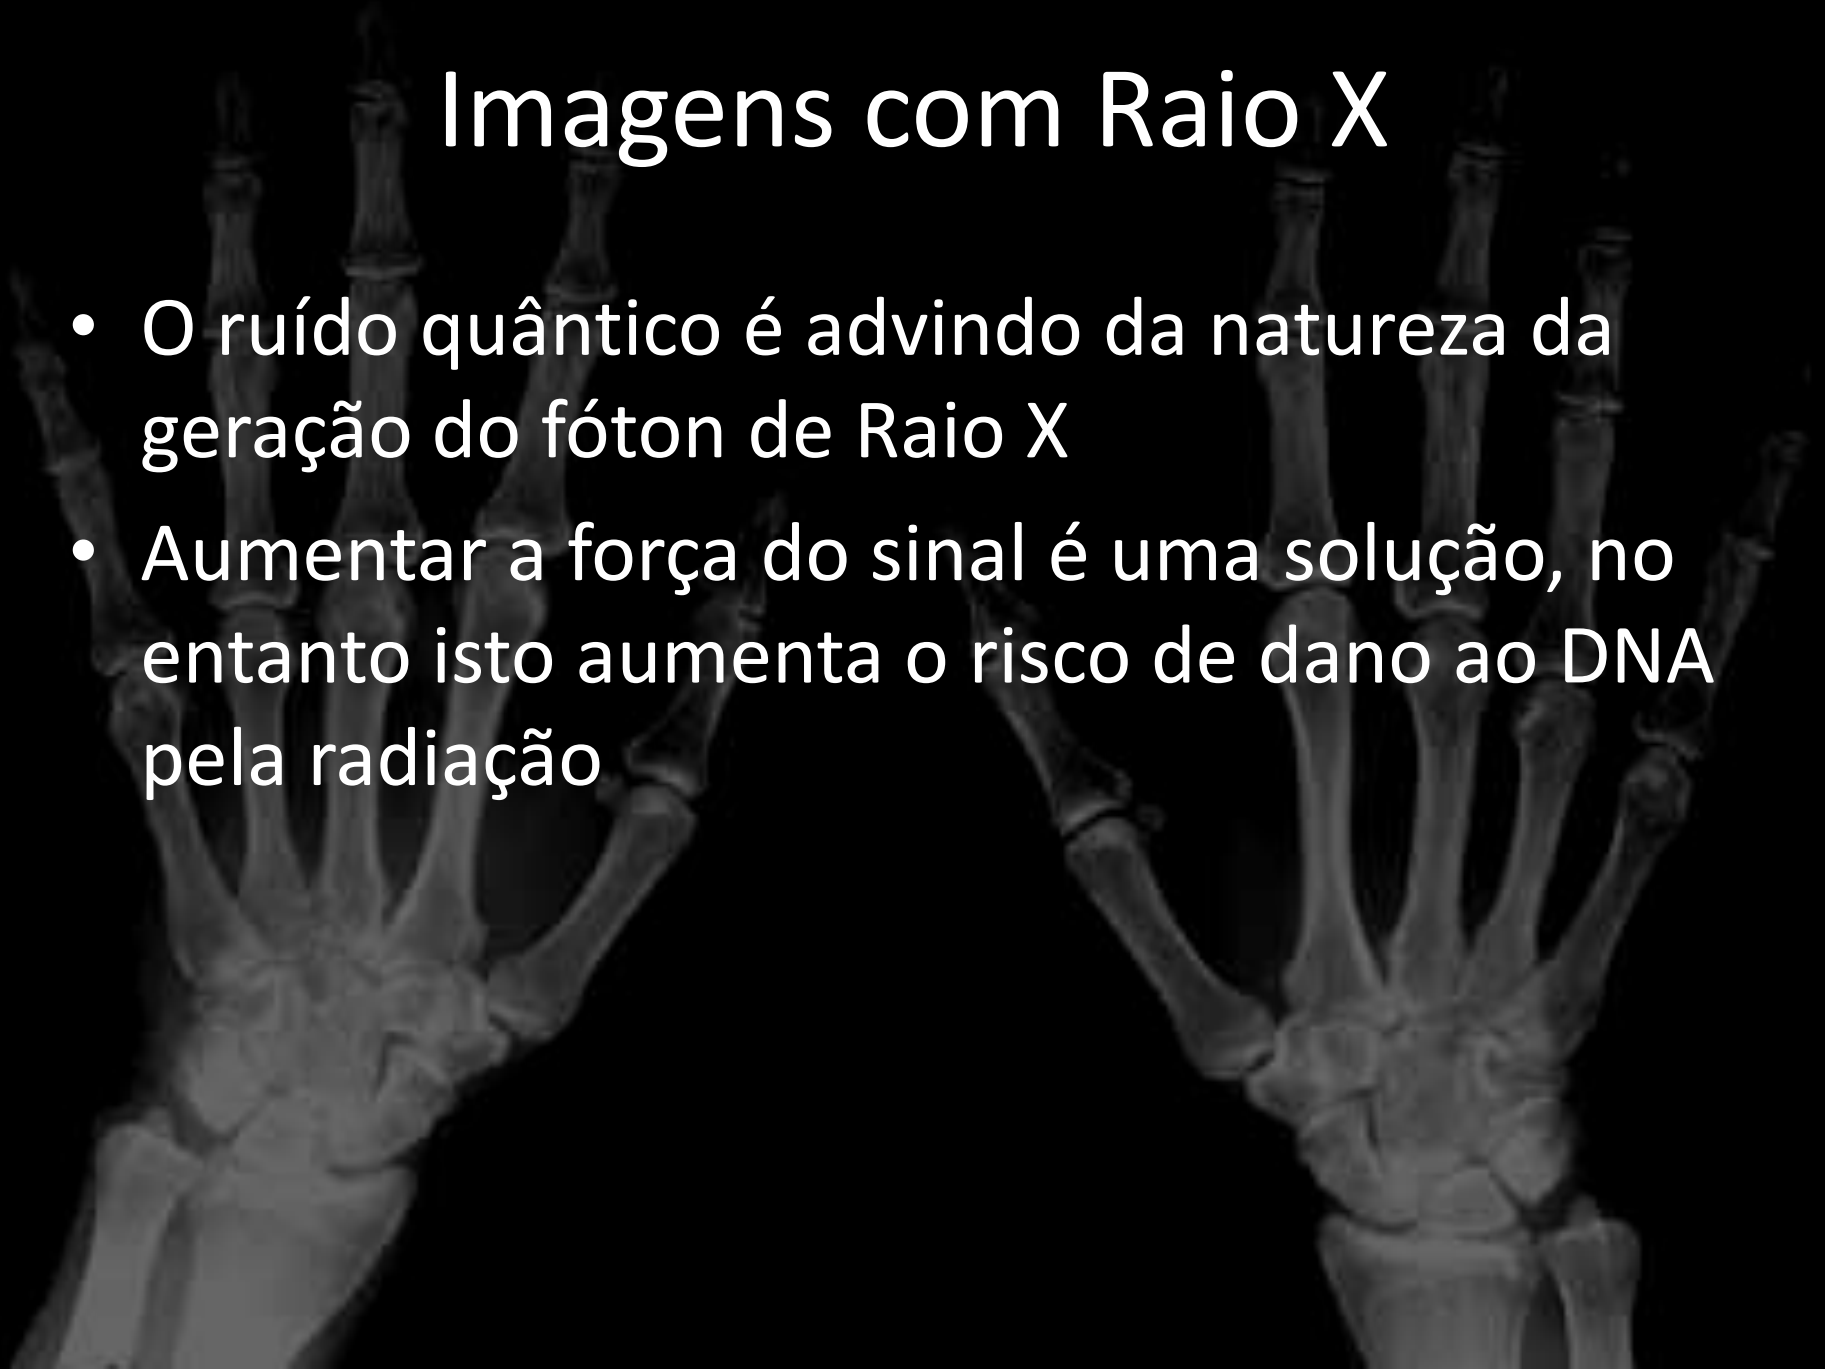 Imagens com Raio X
• O ruído quântico é advindo da natureza da
geração do fóton de Raio X
• Aumentar a força do sinal é uma solução, no
entanto isto aumenta o risco de dano ao DNA
pela radiação